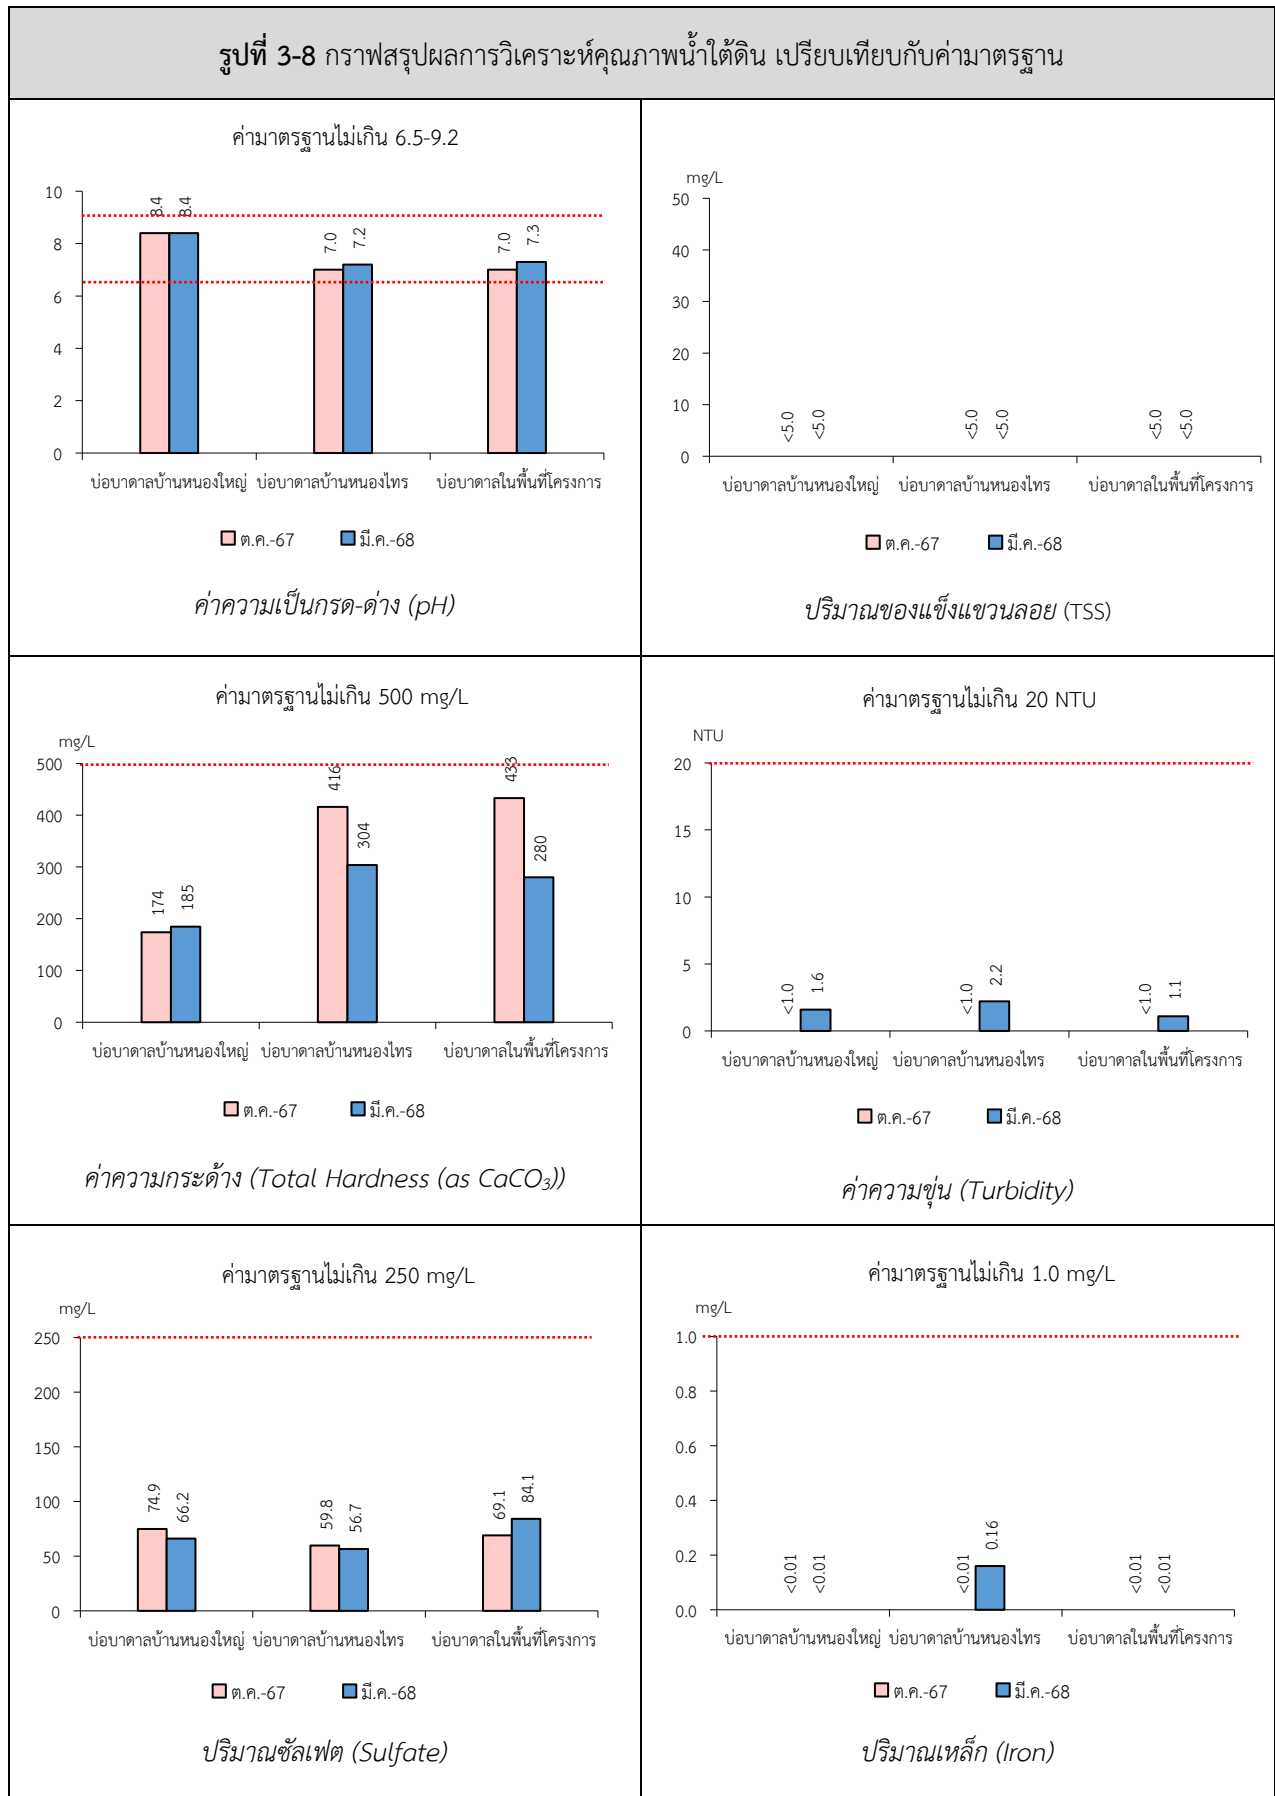 รูปที่ 3-8 กราฟสรุปผลการวิเคราะห์คุณภาพน้ำใต้ดิน เปรียบเทียบกับค่ามาตรฐาน
ค่ามาตรฐานไม่เกิน 6.5-9.2
10
8
6
4
2
0
8.4
8.4
7.0
7.2
7.0
7.3
บ่อบาดาลบ้านหนองใหญ่ บ่อบาดาลบ้านหนองไทร บ่อบาดาลในพื้นที่โครงการ
ต.ค.-67 มี.ค.-68
ค่าความเป็นกรด-ด่าง (pH)
mg/L
50
40
30
20
10
0
<5.0
<5.0
<5.0
<5.0
<5.0
<5.0
บ่อบาดาลบ้านหนองใหญ่ บ่อบาดาลบ้านหนองไทร บ่อบาดาลในพื้นที่โครงการ
ต.ค.-67 มี.ค.-68
ปริมาณของแข็งแขวนลอย (TSS)
ค่ามาตรฐานไม่เกิน 500 mg/L
mg/L
500
400
300
200
100
0
174
185
416
304
433
280
บ่อบาดาลบ้านหนองใหญ่ บ่อบาดาลบ้านหนองไทร บ่อบาดาลในพื้นที่โครงการ
ต.ค.-67 มี.ค.-68
ค่าความกระด้าง (Total Hardness (as CaCO₃))
ค่ามาตรฐานไม่เกิน 20 NTU
NTU
20
15
10
5
0
<1.0
1.6
<1.0
2.2
<1.0
1.1
บ่อบาดาลบ้านหนองใหญ่ บ่อบาดาลบ้านหนองไทร บ่อบาดาลในพื้นที่โครงการ
ต.ค.-67 มี.ค.-68
ค่าความขุ่น (Turbidity)
ค่ามาตรฐานไม่เกิน 250 mg/L
mg/L
250
200
150
100
50
0
74.9
66.2
59.8
56.7
69.1
84.1
บ่อบาดาลบ้านหนองใหญ่ บ่อบาดาลบ้านหนองไทร บ่อบาดาลในพื้นที่โครงการ
ต.ค.-67 มี.ค.-68
ปริมาณซัลเฟต (Sulfate)
ค่ามาตรฐานไม่เกิน 1.0 mg/L
mg/L
1.0
0.8
0.6
0.4
0.2
0.0
<0.01
<0.01
<0.01
0.16
<0.01
<0.01
บ่อบาดาลบ้านหนองใหญ่ บ่อบาดาลบ้านหนองไทร บ่อบาดาลในพื้นที่โครงการ
ต.ค.-67 มี.ค.-68
ปริมาณเหล็ก (Iron)